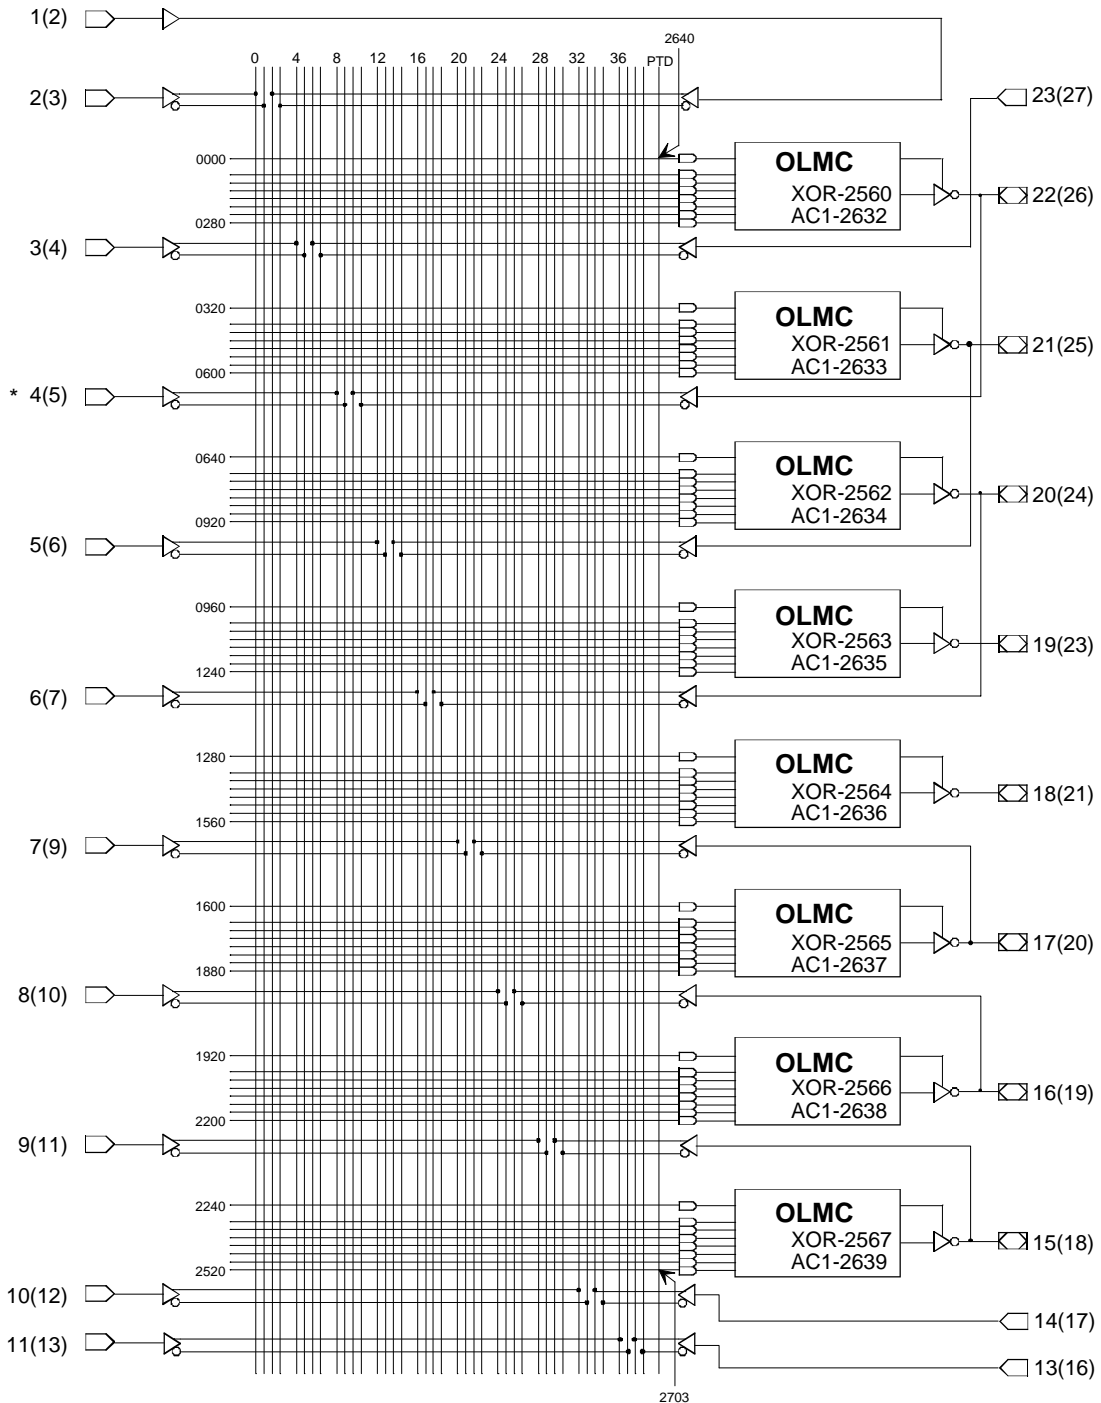 1(2)
2640
0 4 8 12 16 20 24 28 32 36 PTD
2(3)
23(27)
0000
OLMC
XOR-2560
AC1-2632
22(26)
0280
3(4)
0320
OLMC
XOR-2561
AC1-2633
21(25)
0600
* 4(5)
0640
OLMC
XOR-2562
AC1-2634
20(24)
0920
5(6)
0960
OLMC
XOR-2563
AC1-2635
19(23)
1240
6(7)
1280
OLMC
XOR-2564
AC1-2636
18(21)
1560
7(9)
1600
OLMC
XOR-2565
AC1-2637
17(20)
1880
8(10)
1920
OLMC
XOR-2566
AC1-2638
16(19)
2200
9(11)
2240
OLMC
XOR-2567
AC1-2639
15(18)
2520
10(12)
14(17)
11(13)
13(16)
2703